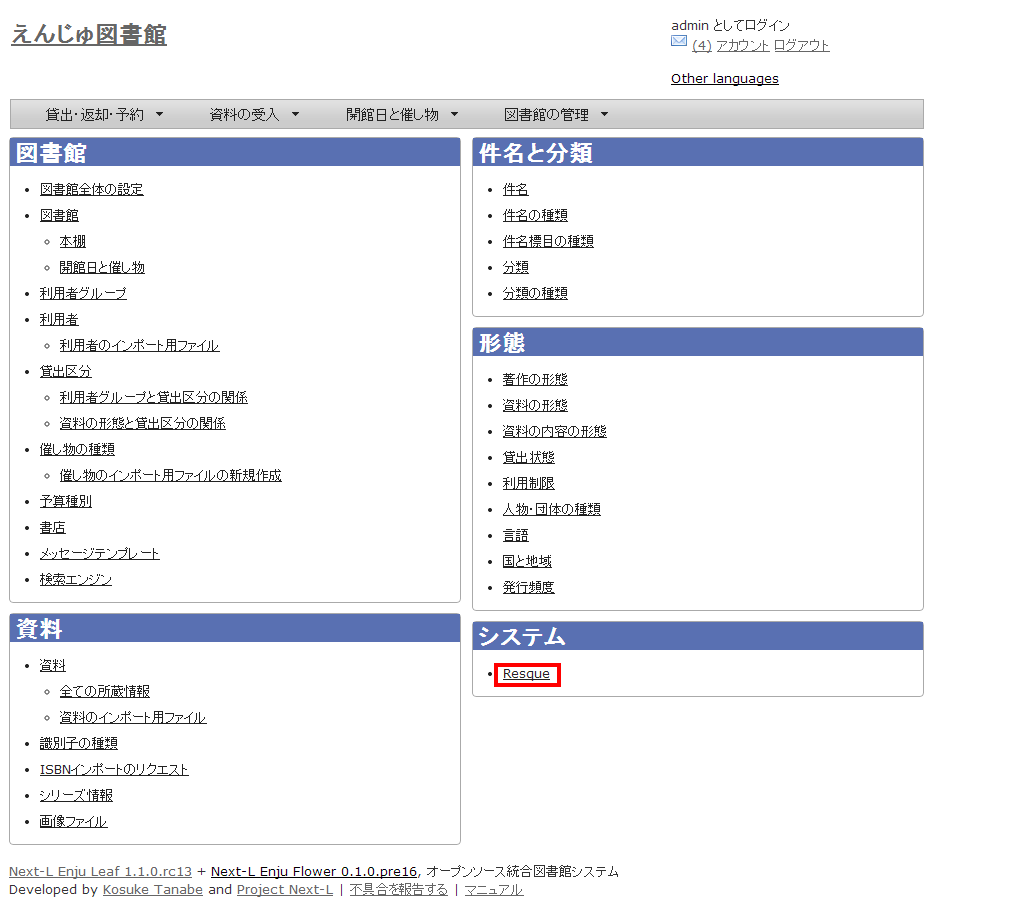 えんじゅ図書館
admin としてログイン
(4) アカウント ログアウト
Other languages
貸出・返却・予約 ▼ 資料の受入 ▼ 開館日と催し物 ▼ 図書館の管理 ▼
図書館
図書館全体の設定
図書館
本棚
開館日と催し物
利用者グループ
利用者
利用者のインポート用ファイル
貸出区分
利用者グループと貸出区分の関係
資料の形態と貸出区分の関係
催し物の種類
催し物のインポート用ファイルの新規作成
予算種別
書店
メッセージテンプレート
検索エンジン
資料
資料
全ての所蔵情報
資料のインポート用ファイル
識別子の種類
ISBNインポートのリクエスト
シリーズ情報
画像ファイル
件名と分類
件名
件名の種類
件名標目の種類
分類
分類の種類
形態
著作の形態
資料の形態
資料の内容の形態
貸出状態
利用制限
人物・団体の種類
言語
国と地域
発行頻度
システム
Resque
Next-L Enju Leaf 1.1.0.rc13 + Next-L Enju Flower 0.1.0.pre16, オープンソース統合図書館システム
Developed by Kosuke Tanabe and Project Next-L | 不具合を報告する | マニュアル